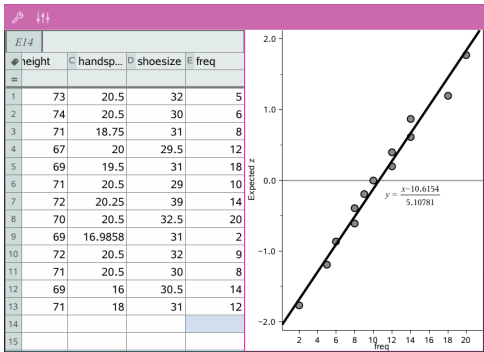 E14
height C handsp... D shoesize E freq
=
1 73 20.5 32 5
2 74 20.5 30 6
3 71 18.75 31 8
4 67 20 29.5 12
5 69 19.5 31 18
6 71 20.5 29 10
7 72 20.25 39 14
8 70 20.5 32.5 20
9 69 16.9858 31 2
10 72 20.5 32 9
11 71 20.5 30 8
12 69 16 30.5 14
13 71 18 31 12
14
15
2.0
1.0
0.0
−1.0
−2.0
Expected z
y = x−10.6154
5.10781
2 4 6 8 10 12 14 16 18 20
freq